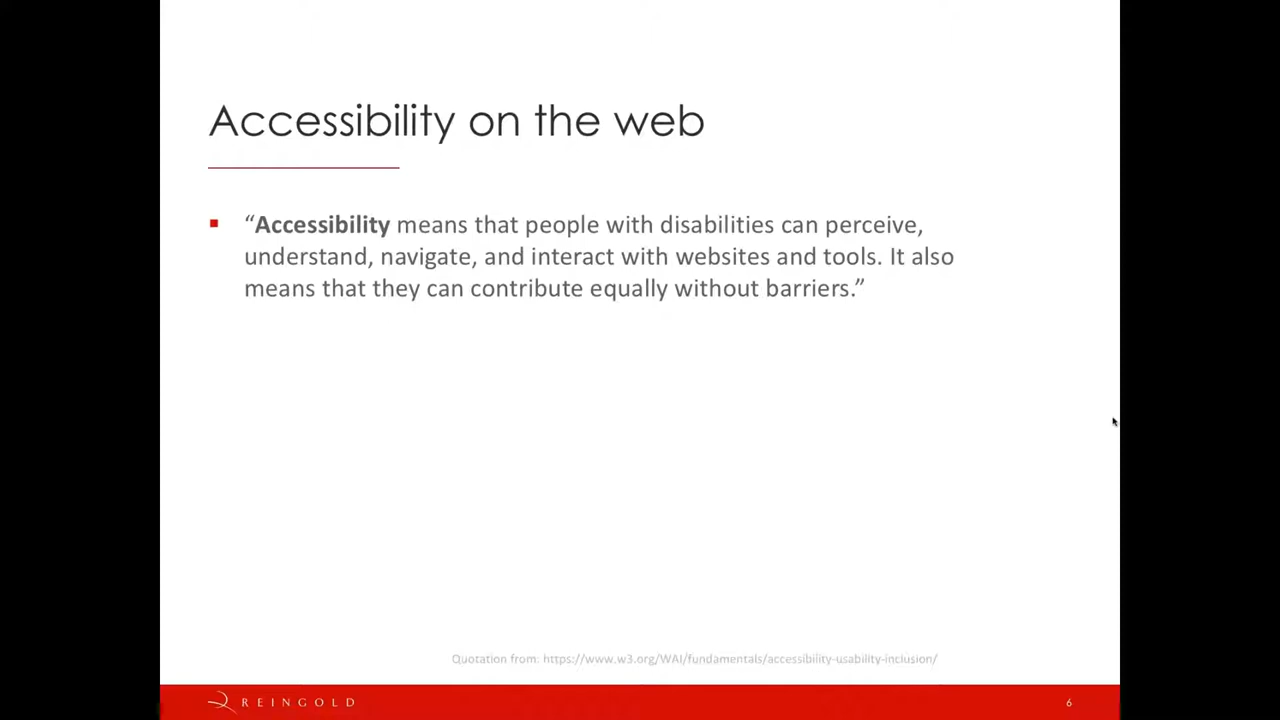 Accessibility on the web
“Accessibility means that people with disabilities can perceive,
understand, navigate, and interact with websites and tools. It also
means that they can contribute equally without barriers.”
Quotation from: https://www.w3.org/WAI/fundamentals/accessibility-usability-inclusion/
REINGOLD
6